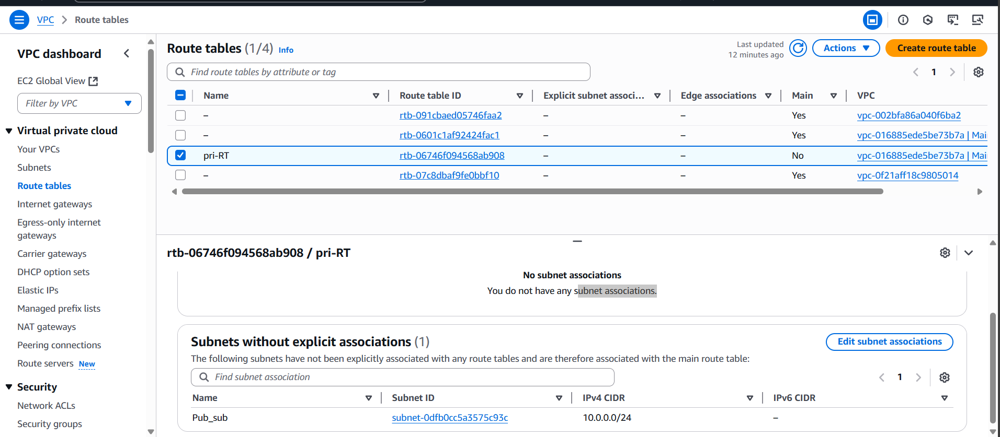 VPC > Route tables
VPC dashboard
EC2 Global View
Filter by VPC
Virtual private cloud
Your VPCs
Subnets
Route tables
Internet gateways
Egress-only internet
gateways
Carrier gateways
DHCP option sets
Elastic IPs
Managed prefix lists
NAT gateways
Peering connections
Route servers New
Security
Network ACLs
Security groups
Route tables (1/4) Info
Last updated
12 minutes ago
Actions
Create route table
Find route tables by attribute or tag
1
Name Route table ID Explicit subnet associ... Edge associations Main VPC
– rtb-091cbaed05746faa2 – – Yes vpc-002bfa86a040f6ba2
– rtb-0601c1af92424fac1 – – Yes vpc-016885ede5be73b7a | Mai
pri-RT rtb-06746f094568ab908 – – No vpc-016885ede5be73b7a | Mai
– rtb-07c8dbaf9fe0bbf10 – – Yes vpc-0f21aff18c9805014
rtb-06746f094568ab908 / pri-RT
No subnet associations
You do not have any subnet associations.
Subnets without explicit associations (1)
Edit subnet associations
The following subnets have not been explicitly associated with any route tables and are therefore associated with the main route table:
Find subnet association
1
Name Subnet ID IPv4 CIDR IPv6 CIDR
Pub_sub subnet-0dfb0cc5a3575c93c 10.0.0.0/24 –